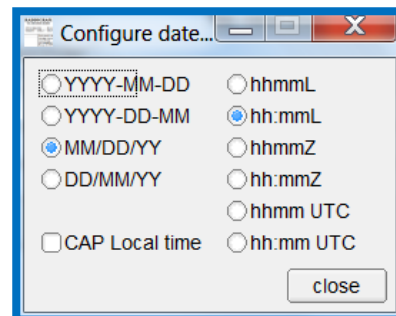 Configure date...
YYYY-MM-DD hhmmL
YYYY-DD-MM hh:mmL
MM/DD/YY hhmmZ
DD/MM/YY hh:mmZ
hhmm UTC
CAP Local time hh:mm UTC
close